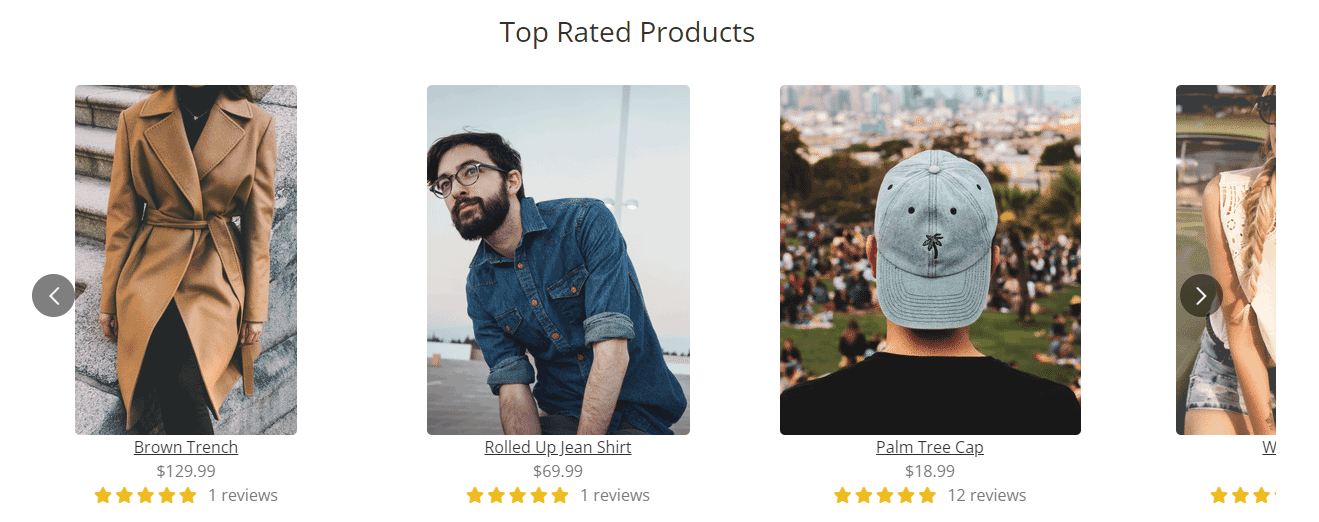 Top Rated Products
Brown Trench
$129.99
1 reviews
Rolled Up Jean Shirt
$69.99
1 reviews
Palm Tree Cap
$18.99
12 reviews
W